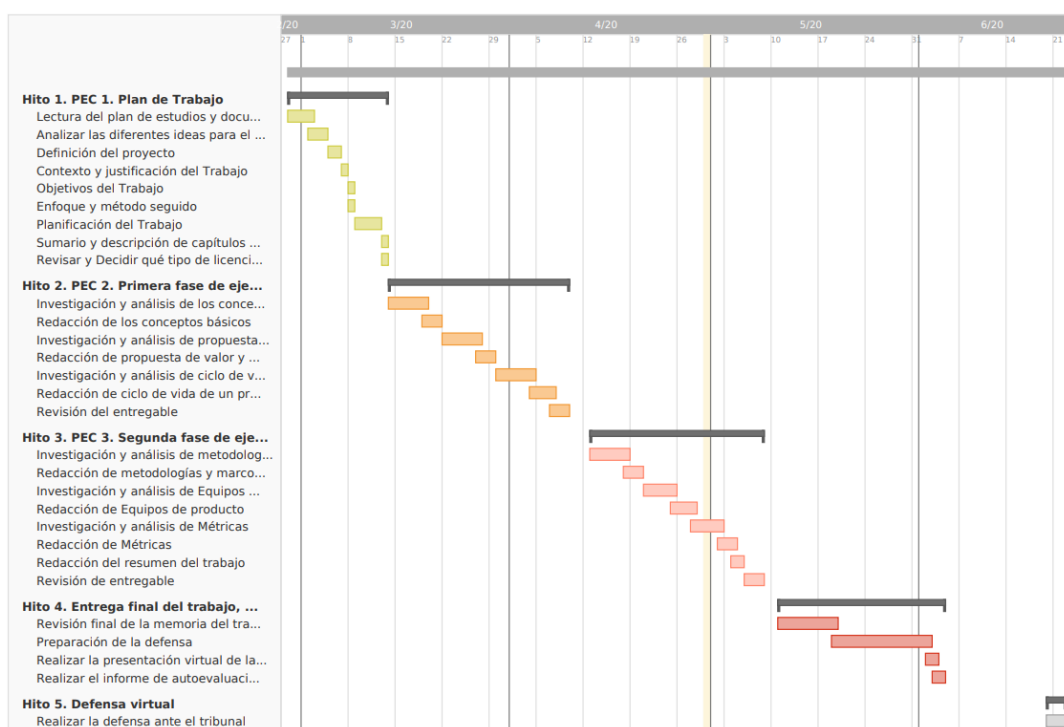 /20 3/20 4/20 5/20 6/20
27 1 8 15 22 29 5 12 19 26 3 10 17 24 31 7 14 21
Hito 1. PEC 1. Plan de Trabajo
Lectura del plan de estudios y docu...
Analizar las diferentes ideas para el ...
Definición del proyecto
Contexto y justificación del Trabajo
Objetivos del Trabajo
Enfoque y método seguido
Planificación del Trabajo
Sumario y descripción de capítulos ...
Revisar y Decidir qué tipo de licenci...
Hito 2. PEC 2. Primera fase de eje...
Investigación y análisis de los conce...
Redacción de los conceptos básicos
Investigación y análisis de propuesta...
Redacción de propuesta de valor y ...
Investigación y análisis de ciclo de v...
Redacción de ciclo de vida de un pr...
Revisión del entregable
Hito 3. PEC 3. Segunda fase de eje...
Investigación y análisis de metodolog...
Redacción de metodologías y marco...
Investigación y análisis de Equipos ...
Redacción de Equipos de producto
Investigación y análisis de Métricas
Redacción de Métricas
Redacción del resumen del trabajo
Revisión de entregable
Hito 4. Entrega final del trabajo, ...
Revisión final de la memoria del tra...
Preparación de la defensa
Realizar la presentación virtual de la...
Realizar el informe de autoevaluaci...
Hito 5. Defensa virtual
Realizar la defensa ante el tribunal